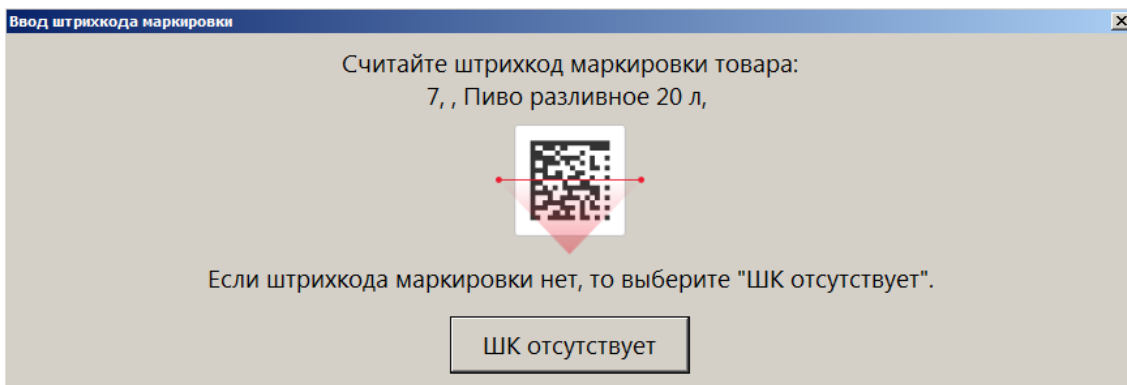 Ввод штрихкода маркировки
Считайте штрихкод маркировки товара:
7, , Пиво разливное 20 л,
Если штрихкода маркировки нет, то выберите "ШК отсутствует".
ШК отсутствует